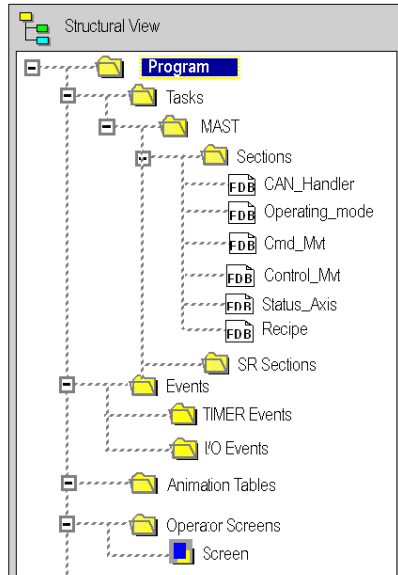 Structural View
Program
Tasks
MAST
Sections
FDB CAN_Handler
FDB Operating_mode
FDB Cmd_Mvt
FDB Control_Mvt
FDB Status_Axis
FDB Recipe
SR Sections
Events
TIMER Events
I/O Events
Animation Tables
Operator Screens
Screen